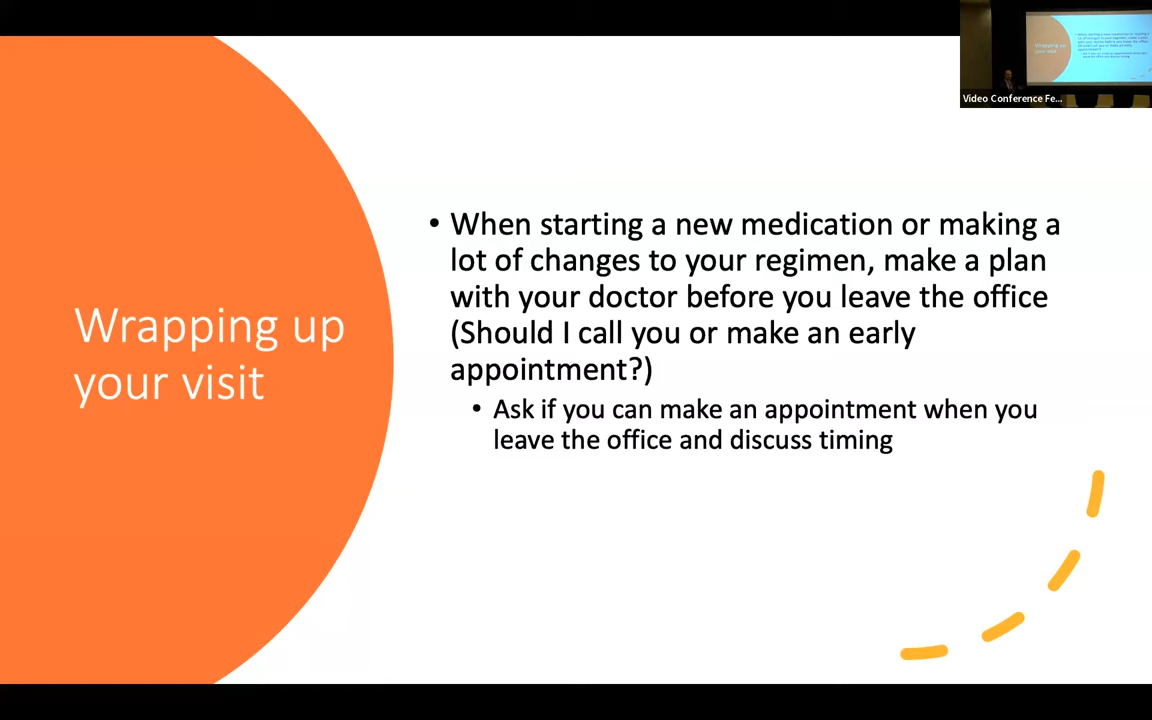 Wrapping up
your visit
• When starting a new medication or making a
lot of changes to your regimen, make a plan
with your doctor before you leave the office
(Should I call you or make an early
appointment?)
• Ask if you can make an appointment when you
leave the office and discuss timing
Video Conference Fe...